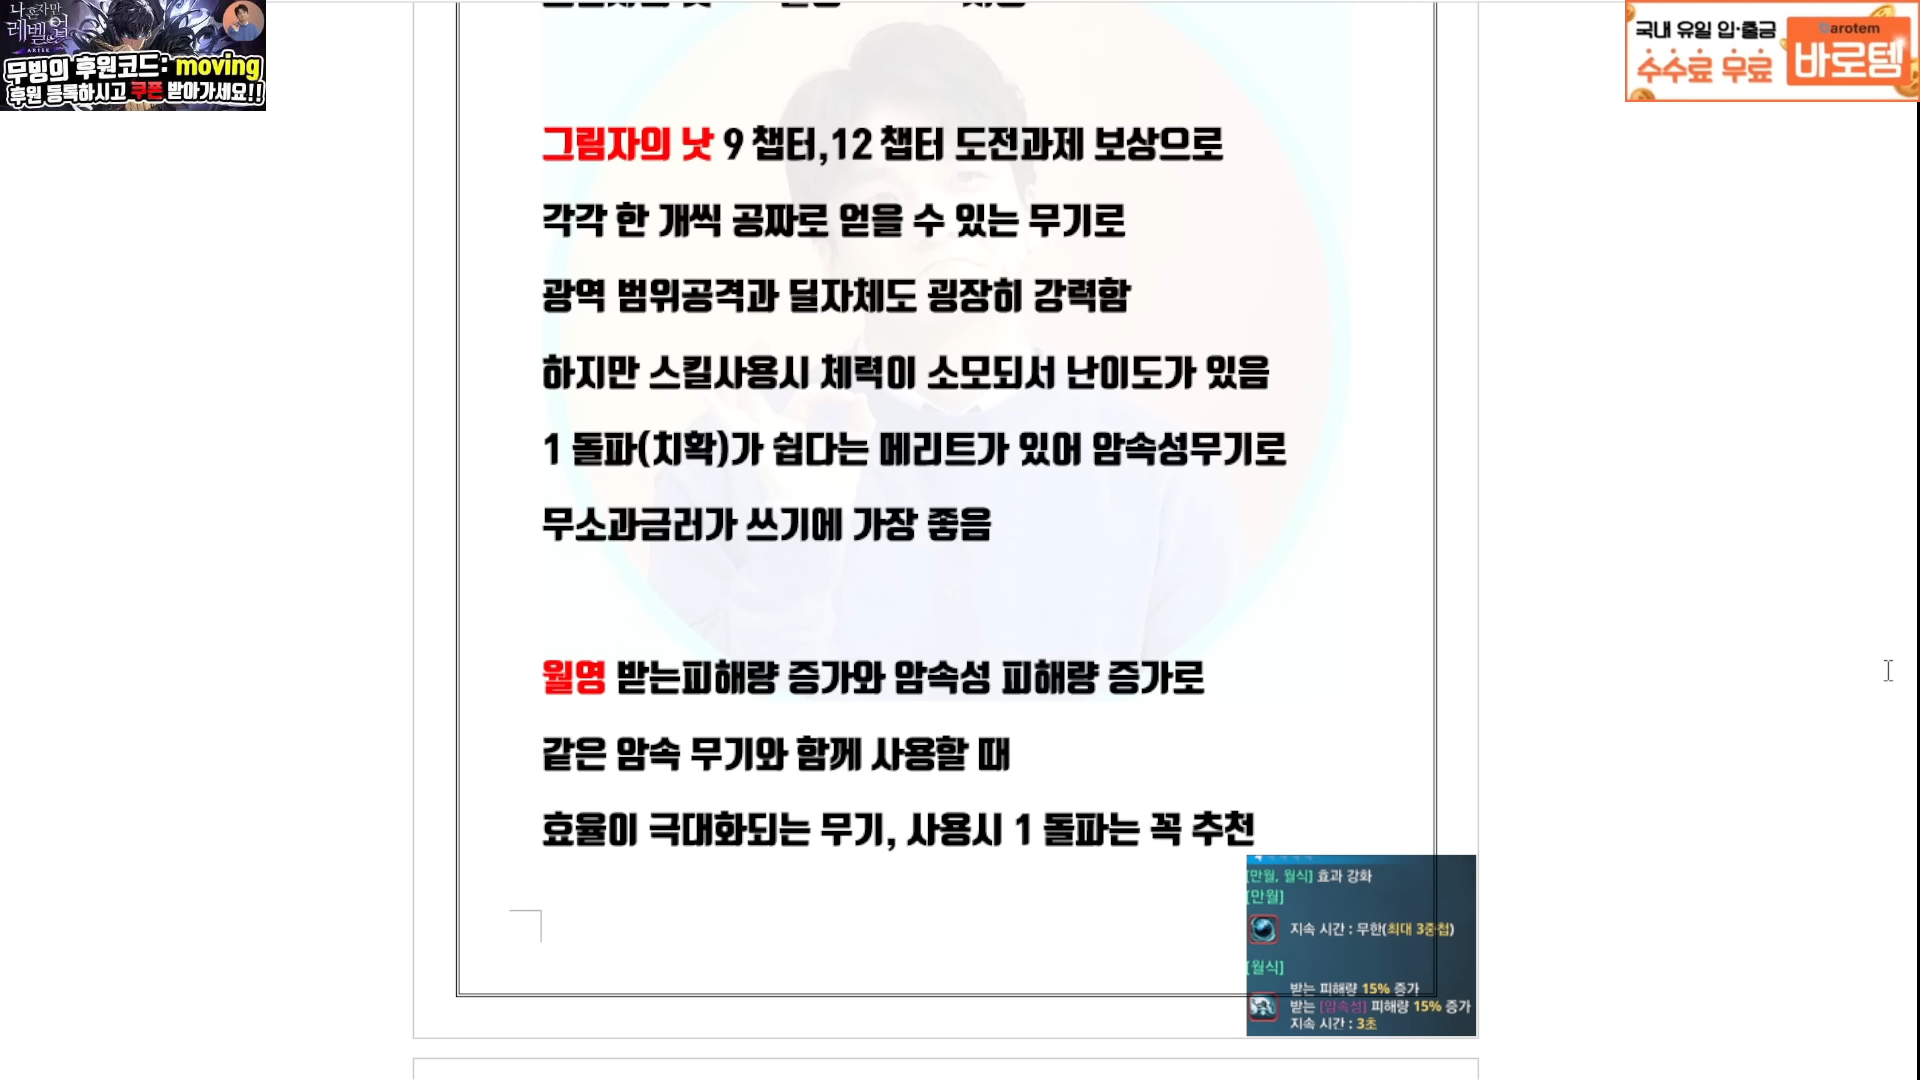 나 혼자만
레벨업
ARISE
무빙의 후원코드: moving
후원 등록하시고 쿠폰 받아가세요!!
국내 유일 입·출금
수수료 무료
Barotem
바로템
그림자의 낫 9 챕터,12 챕터 도전과제 보상으로
각각 한 개씩 공짜로 얻을 수 있는 무기로
광역 범위공격과 딜자체도 굉장히 강력함
하지만 스킬사용시 체력이 소모되서 난이도가 있음
1 돌파(치확)가 쉽다는 메리트가 있어 암속성무기로
무소과금러가 쓰기에 가장 좋음
월영 받는피해량 증가와 암속성 피해량 증가로
같은 암속 무기와 함께 사용할 때
효율이 극대화되는 무기, 사용시 1 돌파는 꼭 추천
[만월, 월식] 효과 강화
[만월]
지속 시간 : 무한(최대 3중첩)
[월식]
받는 피해량 15% 증가
받는 [암속성] 피해량 15% 증가
지속 시간 : 3초